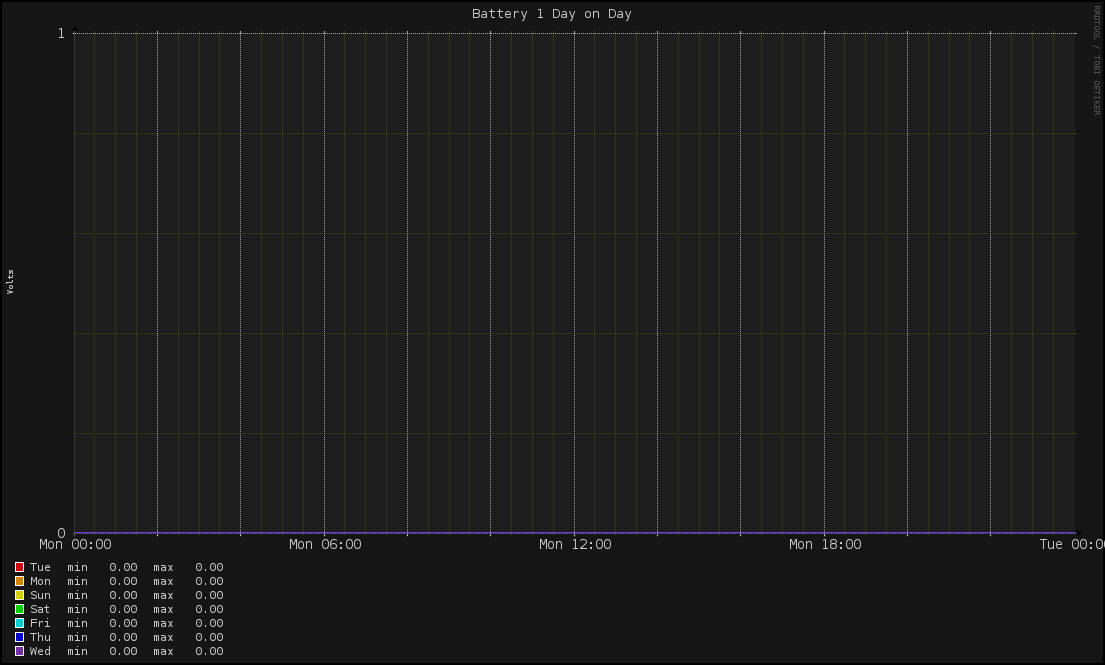 Battery 1 Day on Day
RRDTOOL / TOBI OETIKER
1
Volts
0
Mon 00:00 Mon 06:00 Mon 12:00 Mon 18:00 Tue 00:00
Tue min 0.00 max 0.00
Mon min 0.00 max 0.00
Sun min 0.00 max 0.00
Sat min 0.00 max 0.00
Fri min 0.00 max 0.00
Thu min 0.00 max 0.00
Wed min 0.00 max 0.00